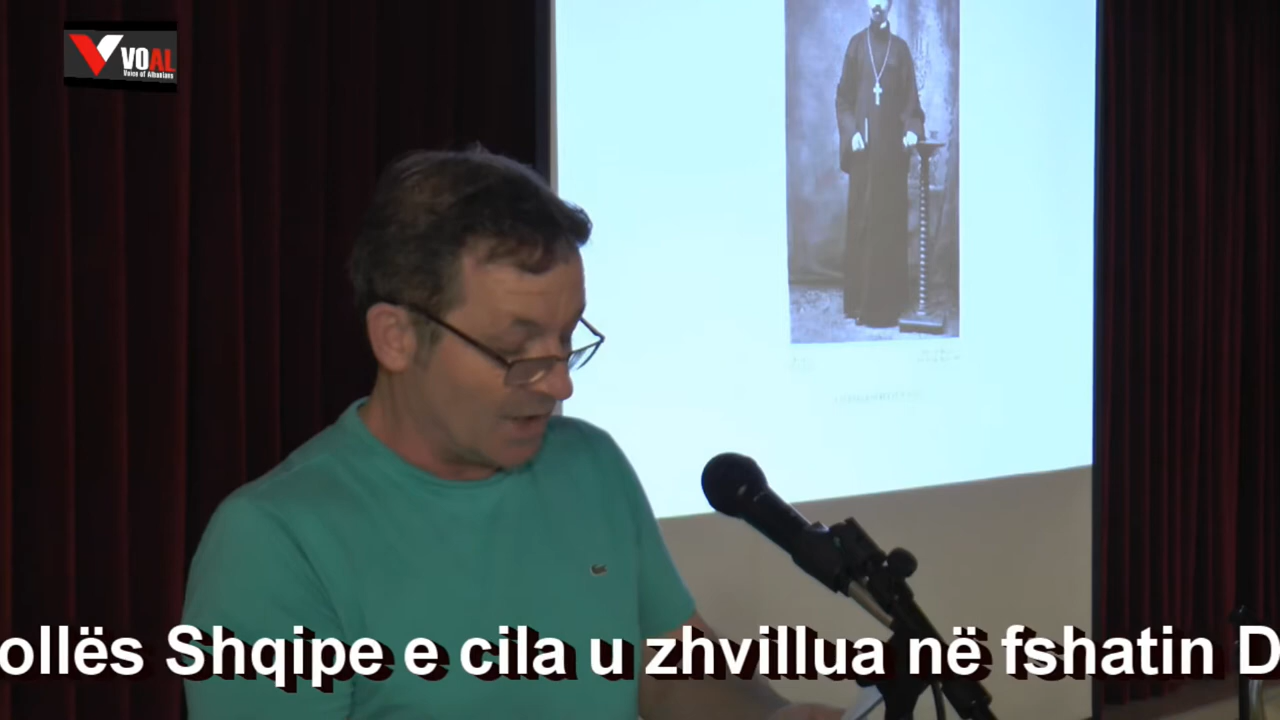 VOAL
Voice of Albanians
ollës Shqipe e cila u zhvillua në fshatin D